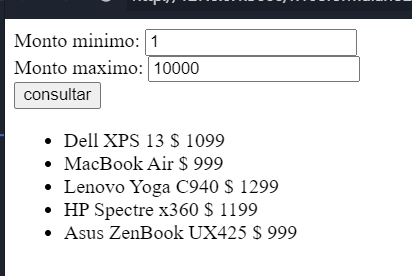 Monto minimo: 1
Monto maximo: 10000
consultar
Dell XPS 13 $ 1099
MacBook Air $ 999
Lenovo Yoga C940 $ 1299
HP Spectre x360 $ 1199
Asus ZenBook UX425 $ 999